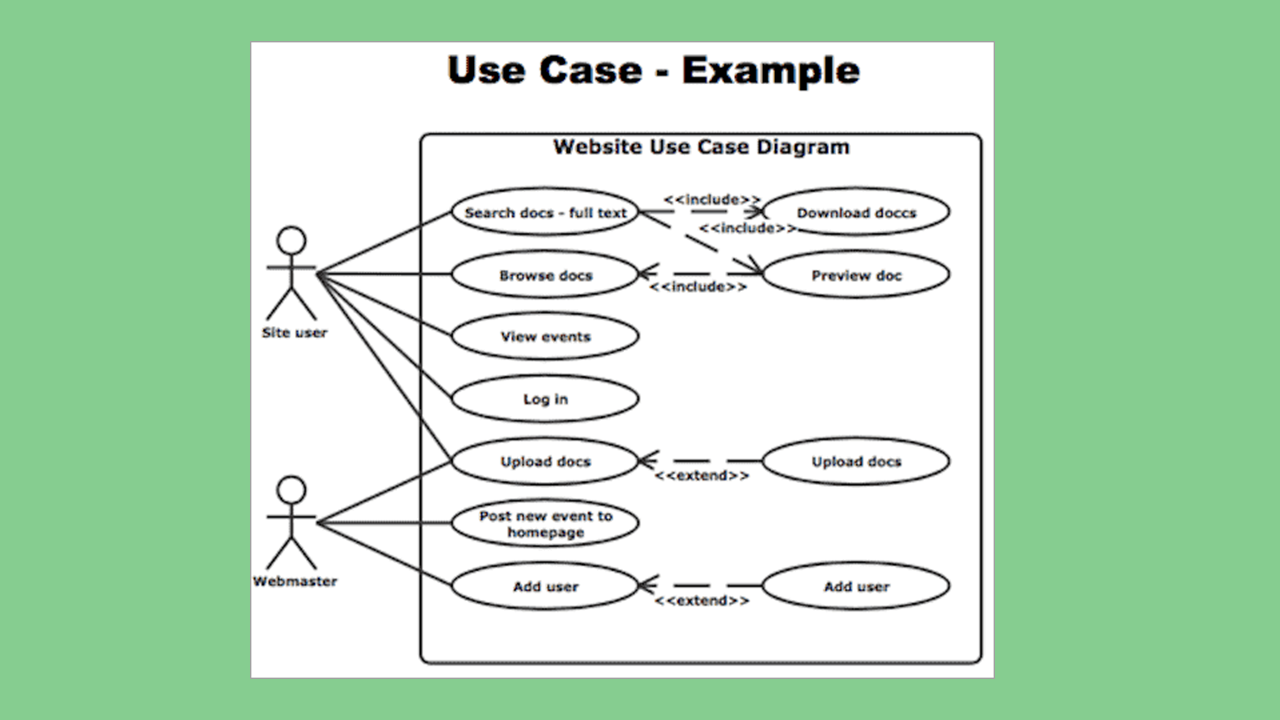 Use Case - Example
Website Use Case Diagram
<<include>>
Search docs - full text
Download doccs
<<include>>
Browse docs
Preview doc
<<include>>
Site user
View events
Log in
Upload docs
Upload docs
<<extend>>
Post new event to
homepage
Webmaster
Add user
Add user
<<extend>>